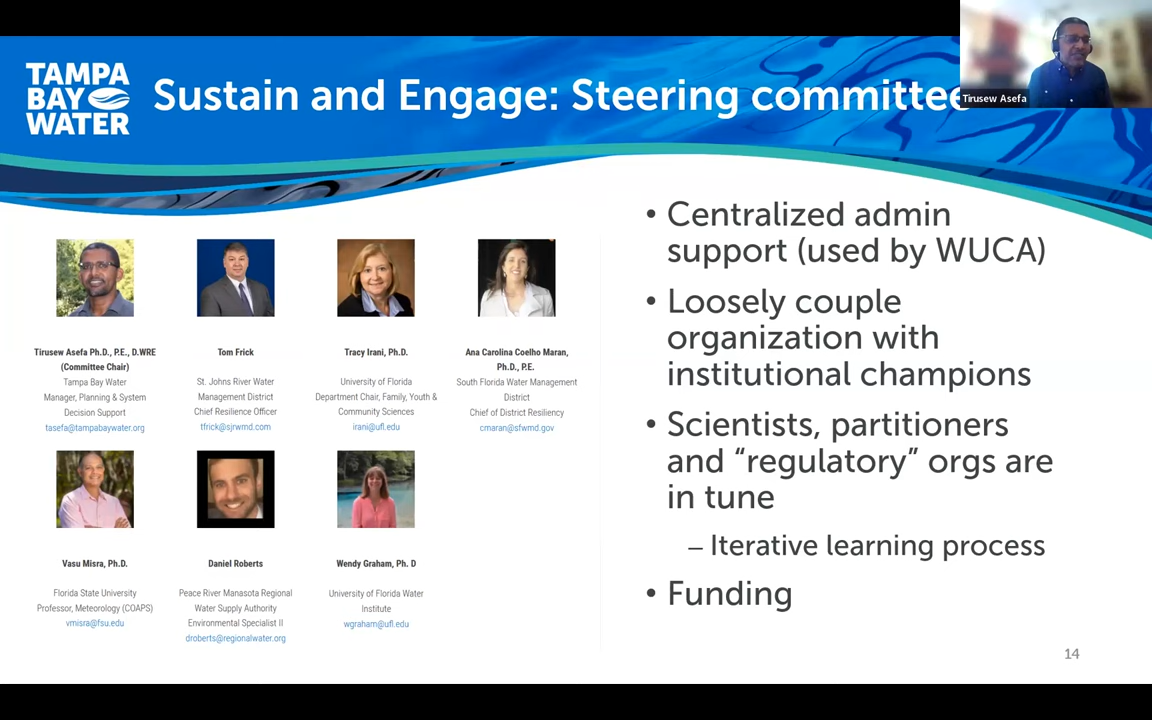 TAMPA
BAY
WATER
Sustain and Engage: Steering committee
Tirusew Asefa
Tirusew Asefa Ph.D., P.E., D.WRE
(Committee Chair)
Tampa Bay Water
Manager, Planning & System
Decision Support
tasefa@tampabaywater.org
Tom Frick
St. Johns River Water
Management District
Chief Resilience Officer
tfrick@sjrwmd.com
Tracy Irani, Ph.D.
University of Florida
Department Chair, Family, Youth &
Community Sciences
irani@ufl.edu
Ana Carolina Coelho Maran,
Ph.D., P.E.
South Florida Water Management
District
Chief of District Resiliency
cmaran@sfwmd.gov
Vasu Misra, Ph.D.
Florida State University
Professor, Meteorology (COAPS)
vmisra@fsu.edu
Daniel Roberts
Peace River Manasota Regional
Water Supply Authority
Environmental Specialist II
droberts@regionalwater.org
Wendy Graham, Ph. D
University of Florida Water
Institute
wgraham@ufl.edu
• Centralized admin
support (used by WUCA)
• Loosely couple
organization with
institutional champions
• Scientists, partitioners
and “regulatory” orgs are
in tune
– Iterative learning process
• Funding
14